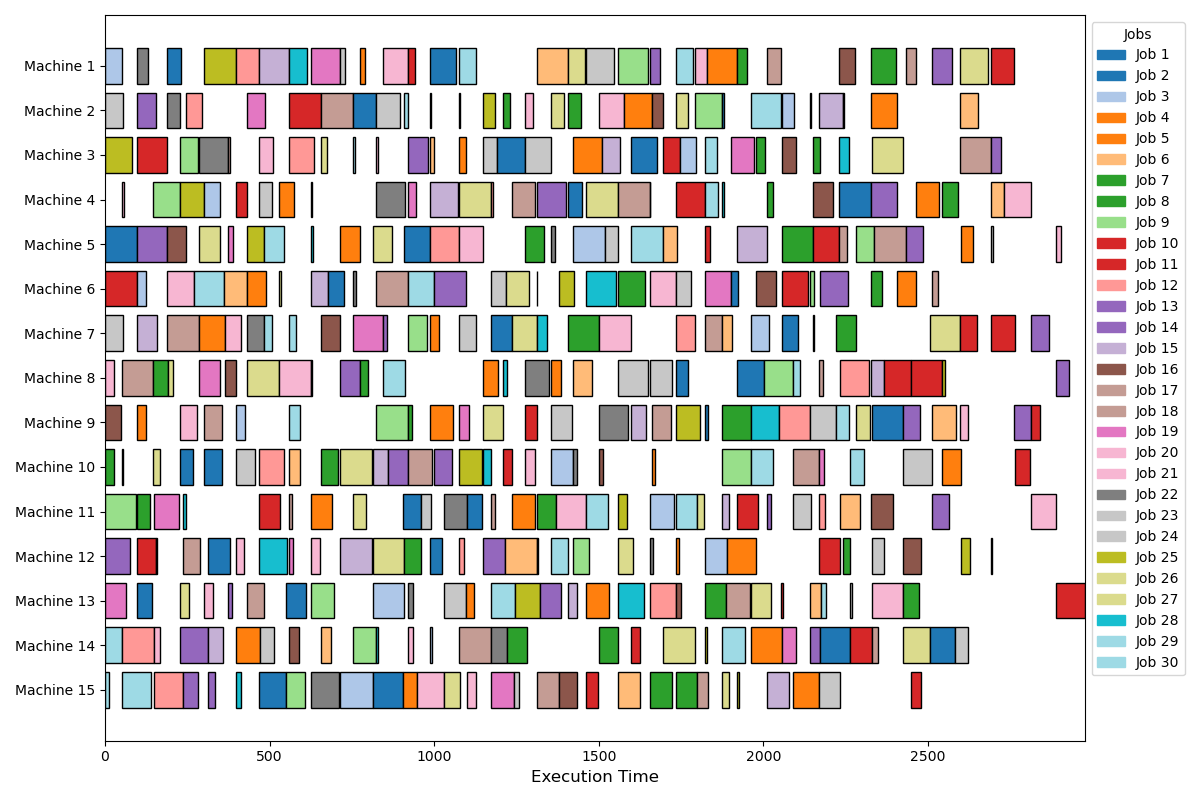 Machine 1
Machine 2
Machine 3
Machine 4
Machine 5
Machine 6
Machine 7
Machine 8
Machine 9
Machine 10
Machine 11
Machine 12
Machine 13
Machine 14
Machine 15
0 500 1000 1500 2000 2500
Execution Time
Jobs
Job 1
Job 2
Job 3
Job 4
Job 5
Job 6
Job 7
Job 8
Job 9
Job 10
Job 11
Job 12
Job 13
Job 14
Job 15
Job 16
Job 17
Job 18
Job 19
Job 20
Job 21
Job 22
Job 23
Job 24
Job 25
Job 26
Job 27
Job 28
Job 29
Job 30